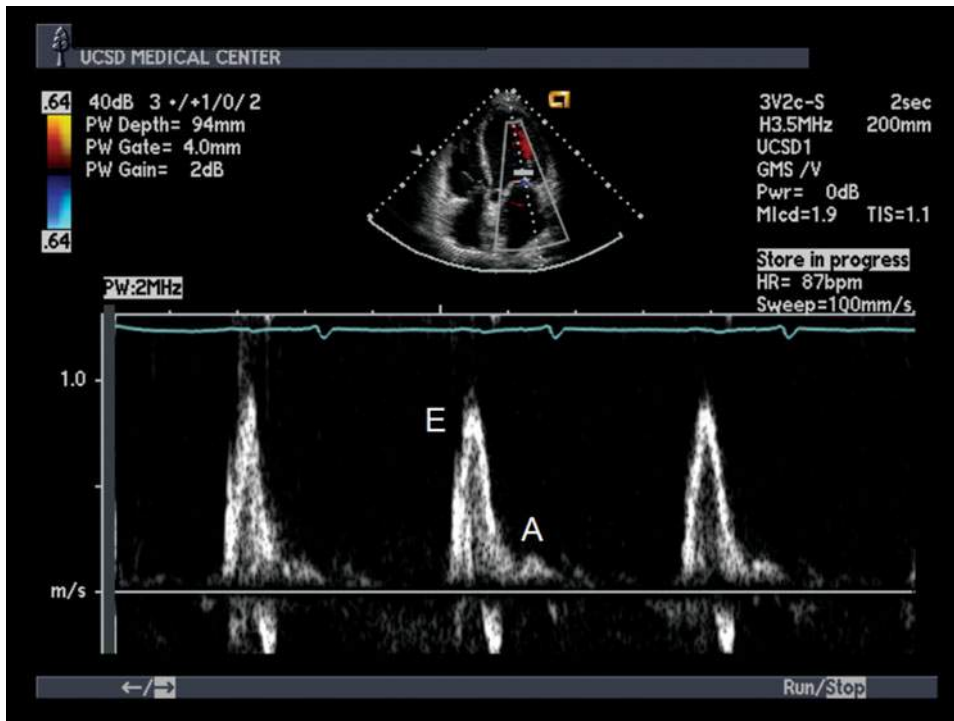 UCSD MEDICAL CENTER
.64
.64
40dB 3 •/+1/0/2
PW Depth= 94mm
PW Gate= 4.0mm
PW Gain= 2dB
3V2c-S 2sec
H3.5MHz 200mm
UCSD1
GMS /V
Pwr= 0dB
MIcd=1.9 TIS=1.1
Store in progress
HR= 87bpm
Sweep=100mm/s
PW:2MHz
1.0
E
A
m/s
←/→
Run/Stop